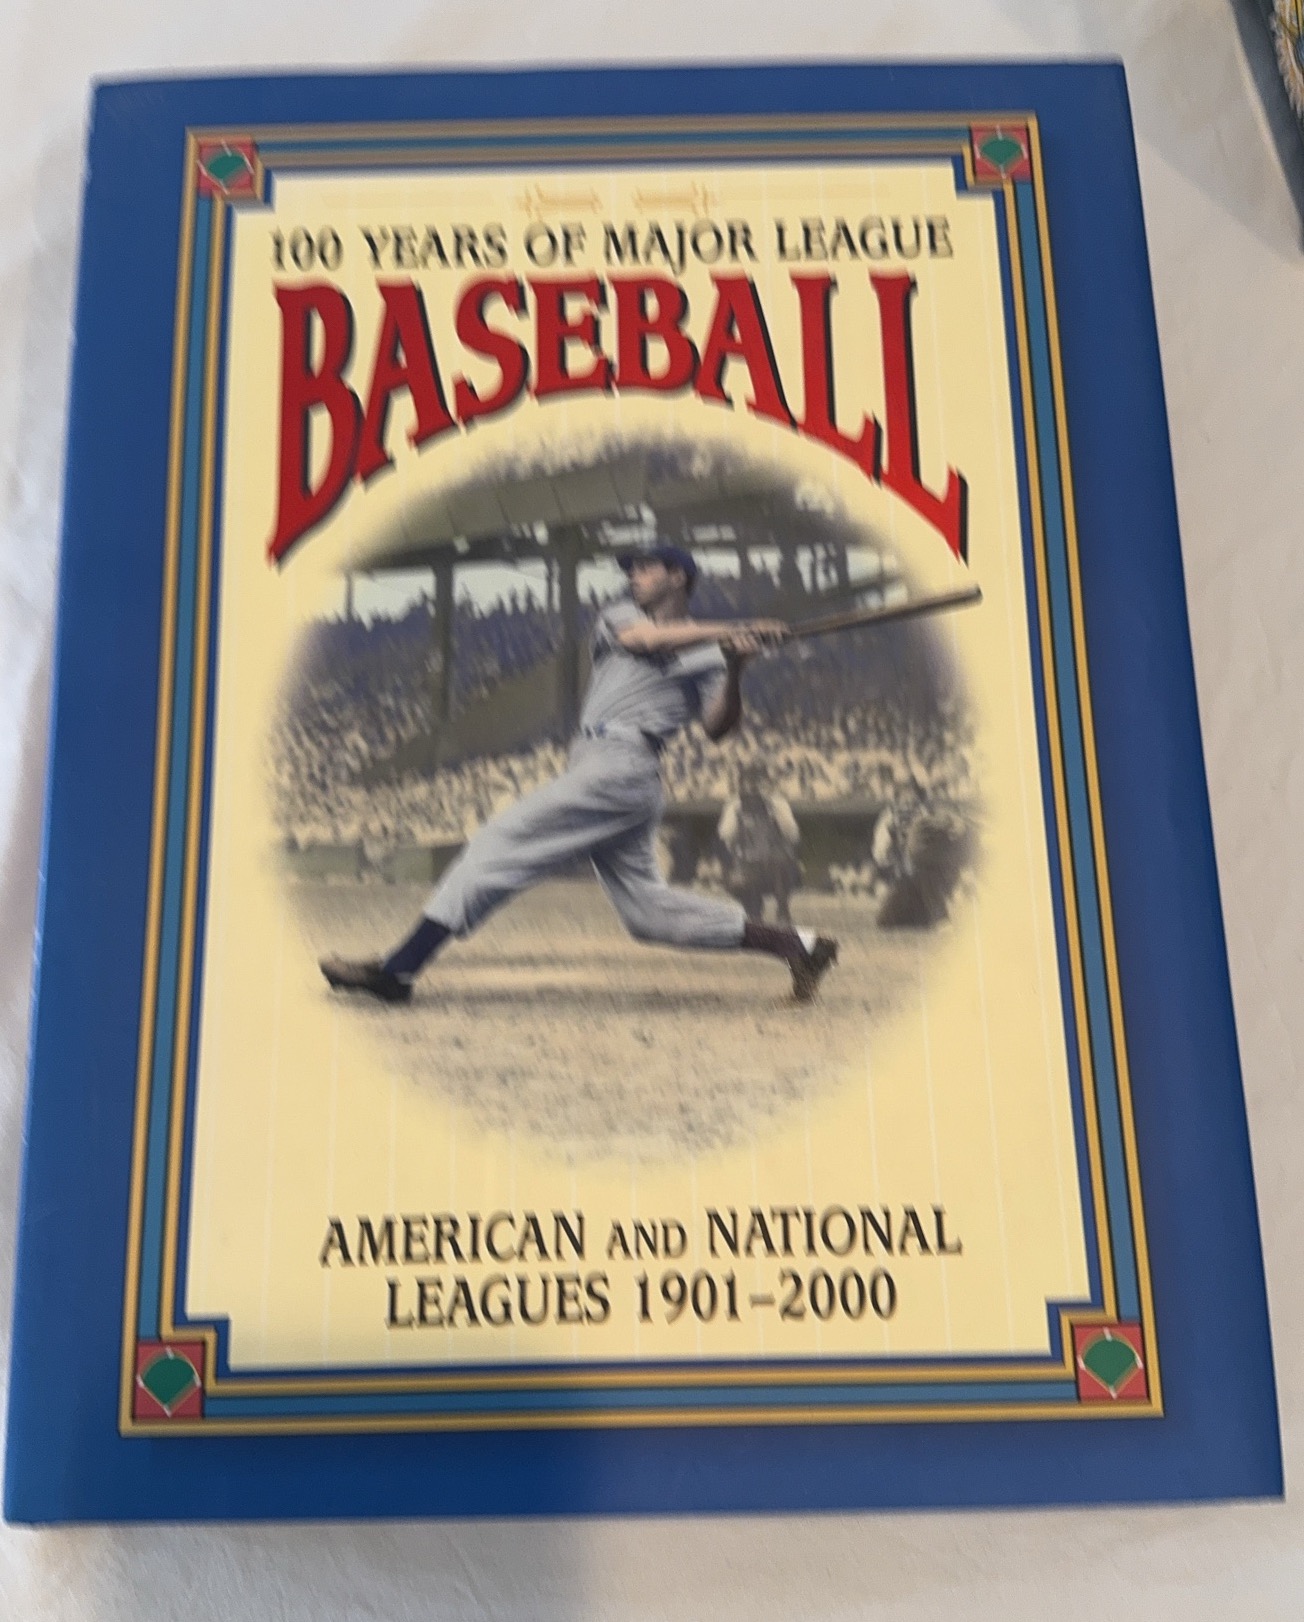 100 YEARS OF MAJOR LEAGUE
BASEBALL
AMERICAN AND NATIONAL
LEAGUES 1901–2000